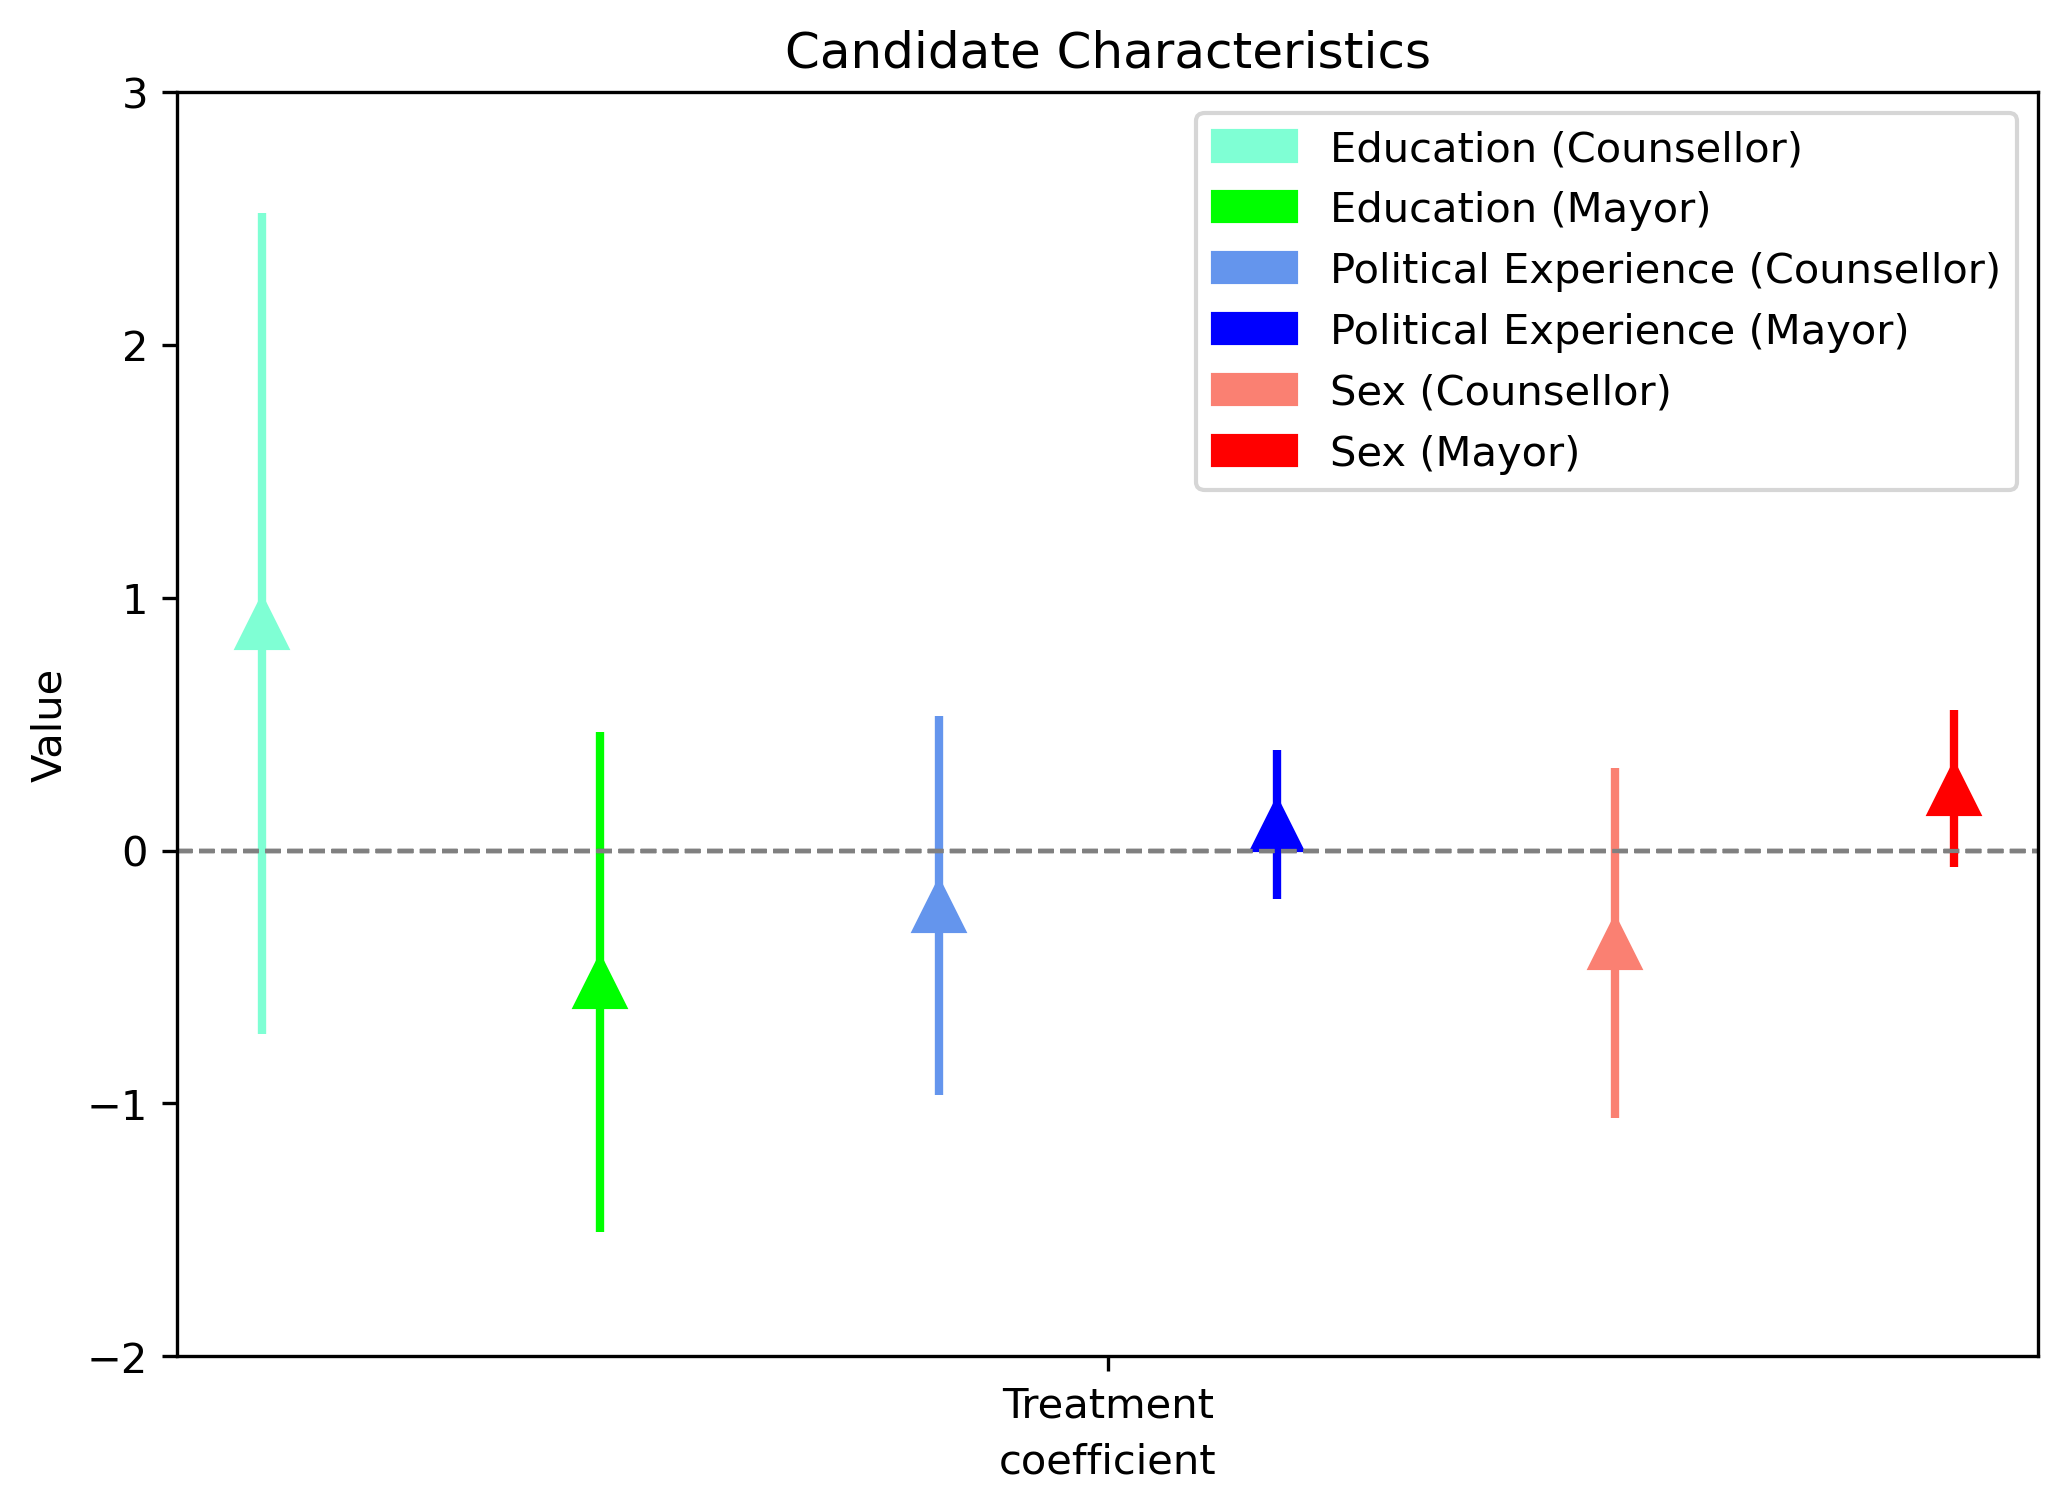 Candidate Characteristics
3
2
1
0
−1
−2
Value
Education (Counsellor)
Education (Mayor)
Political Experience (Counsellor)
Political Experience (Mayor)
Sex (Counsellor)
Sex (Mayor)
Treatment
coefficient